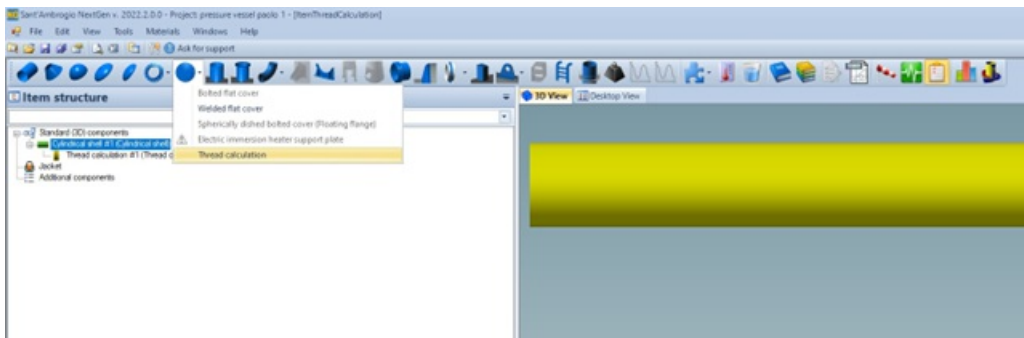 Sant'Ambrogio NextGen v. 2022.2.0.0 - Project: pressure vessel paolo 1 - [ItemThreadCalculation]
File Edit View Tools Materials Windows Help
Ask for support
Item structure
3D View Desktop View
Bolted flat cover
Welded flat cover
Spherically dished bolted cover (Floating flange)
Electric immersion heater support plate
Thread calculation
Standard (3D) components
Cylindrical shell #1 (Cylindrical shell)
Thread calculation #1 (Thread c
Jacket
Additional components